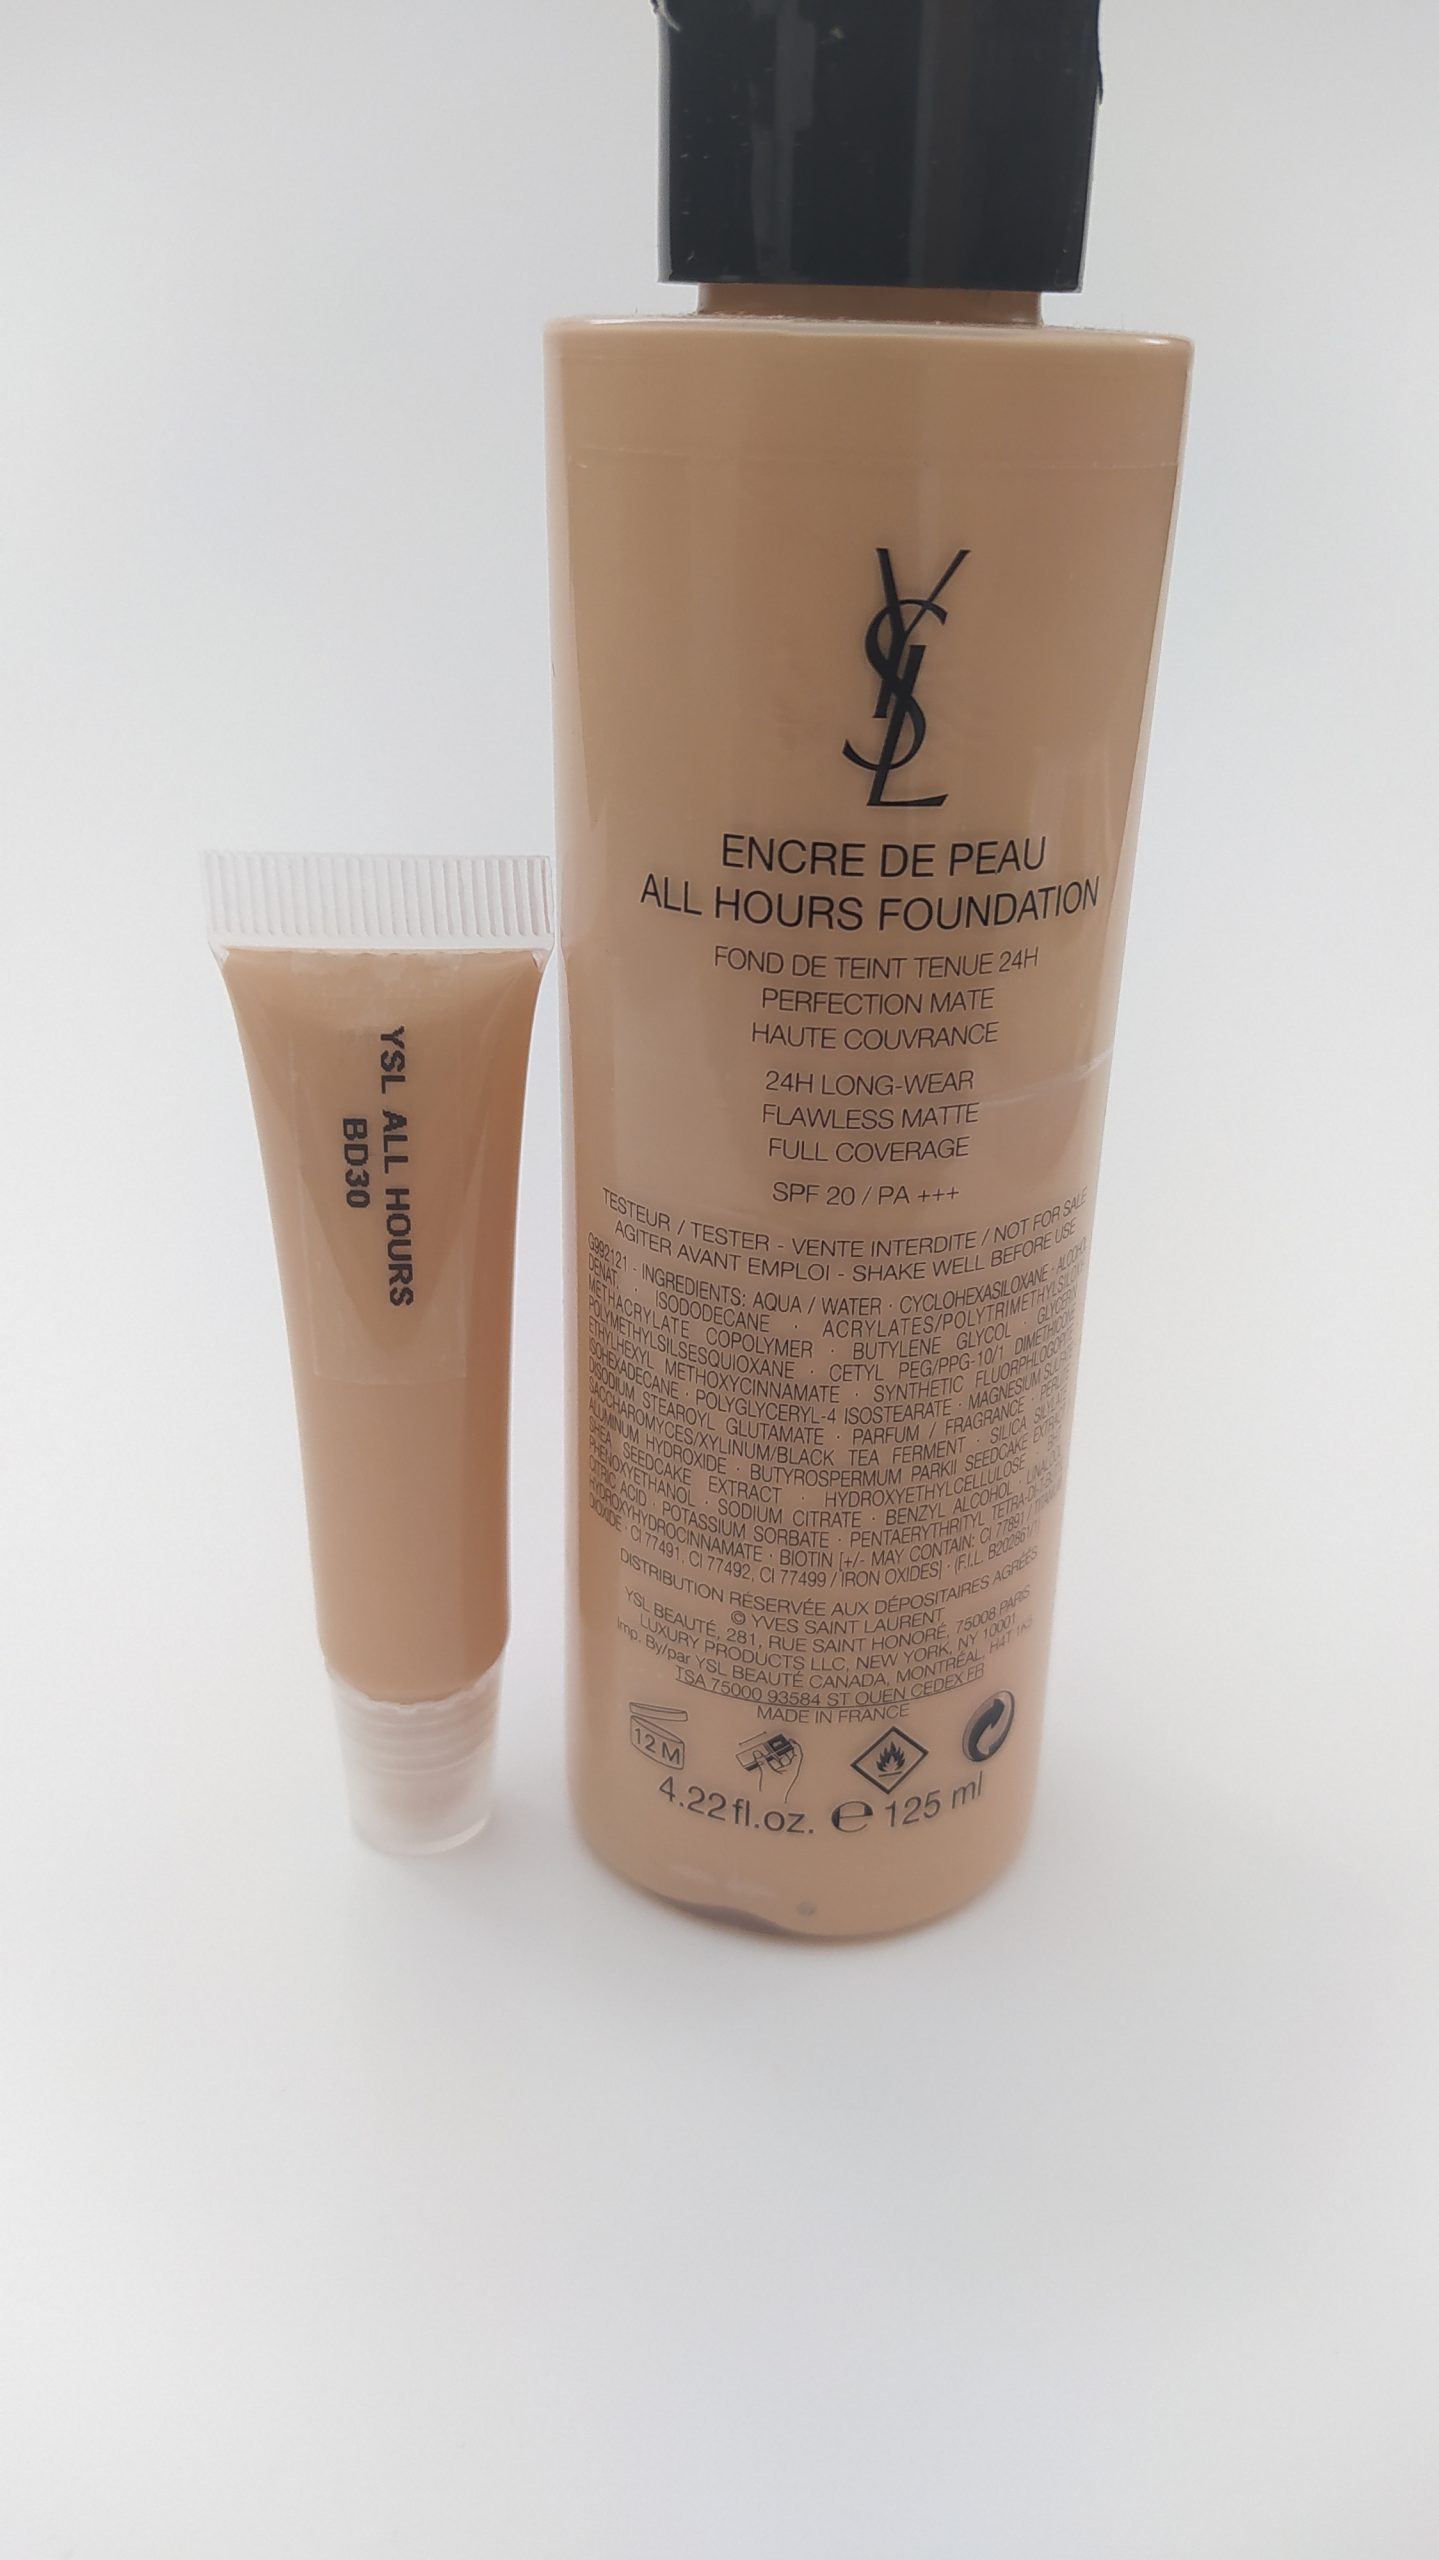 YSL ALL HOURS
BD30
YSL
ENCRE DE PEAU
ALL HOURS FOUNDATION
FOND DE TEINT TENUE 24H
PERFECTION MATE
HAUTE COUVRANCE
24H LONG-WEAR
FLAWLESS MATTE
FULL COVERAGE
SPF 20 / PA +++
TESTEUR / TESTER - VENTE INTERDITE / NOT FOR SALE
AGITER AVANT EMPLOI - SHAKE WELL BEFORE USE
G992121 - INGREDIENTS: AQUA / WATER · CYCLOHEXASILOXANE · ALCOHOL
DENAT. · ISODODECANE · ACRYLATES/POLYTRIMETHYLSILOXY
METHACRYLATE COPOLYMER · BUTYLENE GLYCOL · GLYCERIN
POLYMETHYLSILSESQUIOXANE · CETYL PEG/PPG-10/1 DIMETHICONE
ETHYLHEXYL METHOXYCINNAMATE · SYNTHETIC FLUORPHLOGOPITE
ISOHEXADECANE · POLYGLYCERYL-4 ISOSTEARATE · MAGNESIUM SULFATE
DISODIUM STEAROYL GLUTAMATE · PARFUM / FRAGRANCE · PERLITE
SACCHAROMYCES/XYLINUM/BLACK TEA FERMENT · SILICA SILYLATE
ALUMINUM HYDROXIDE · BUTYROSPERMUM PARKII SEEDCAKE EXTRACT
SHEA SEEDCAKE EXTRACT · HYDROXYETHYLCELLULOSE ·
PHENOXYETHANOL · SODIUM CITRATE · BENZYL ALCOHOL · LINALOOL
CITRIC ACID · POTASSIUM SORBATE · PENTAERYTHRITYL TETRA-DI-T-BUTYL
HYDROXYHYDROCINNAMATE · BIOTIN [+/- MAY CONTAIN: CI 77891 / TITANIUM
DIOXIDE · CI 77491, CI 77492, CI 77499 / IRON OXIDES] · (F.I.L. B202861/1)
DISTRIBUTION RÉSERVÉE AUX DÉPOSITAIRES AGRÉÉS
© YVES SAINT LAURENT
YSL BEAUTÉ, 281, RUE SAINT HONORÉ, 75008 PARIS
LUXURY PRODUCTS LLC, NEW YORK, NY 10001
Imp. By/par YSL BEAUTÉ CANADA, MONTRÉAL, H4T 1K5
TSA 75000 93584 ST OUEN CEDEX FR
MADE IN FRANCE
12 M
4.22 fl.oz. e 125 ml